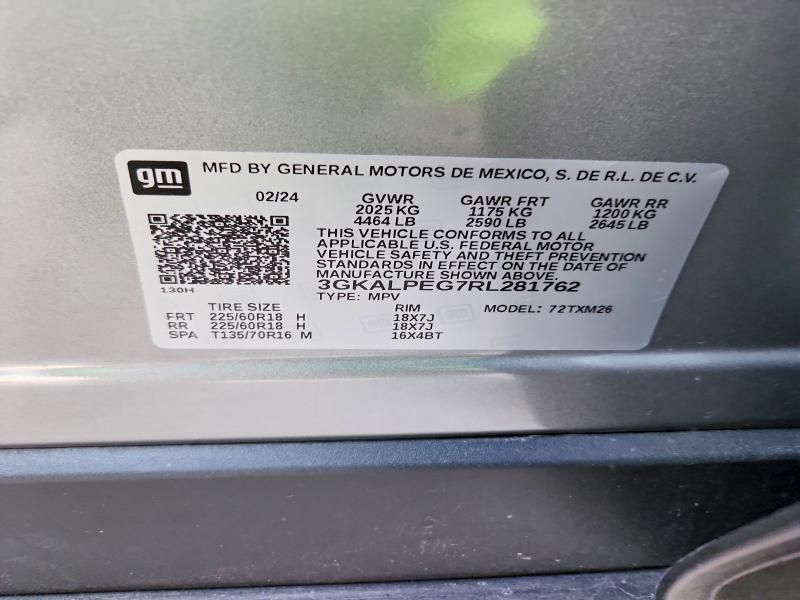 gm MFD BY GENERAL MOTORS DE MEXICO, S. DE R.L. DE C.V.
02/24 GVWR GAWR FRT GAWR RR
2025 KG 1175 KG 1200 KG
4464 LB 2590 LB 2645 LB
THIS VEHICLE CONFORMS TO ALL
APPLICABLE U.S. FEDERAL MOTOR
VEHICLE SAFETY AND THEFT PREVENTION
STANDARDS IN EFFECT ON THE DATE OF
MANUFACTURE SHOWN ABOVE.
130H 3GKALPEG7RL281762
TYPE: MPV MODEL: 72TXM26
TIRE SIZE RIM
FRT 225/60R18 H 18X7J
RR 225/60R18 H 18X7J
SPA T135/70R16 M 16X4BT